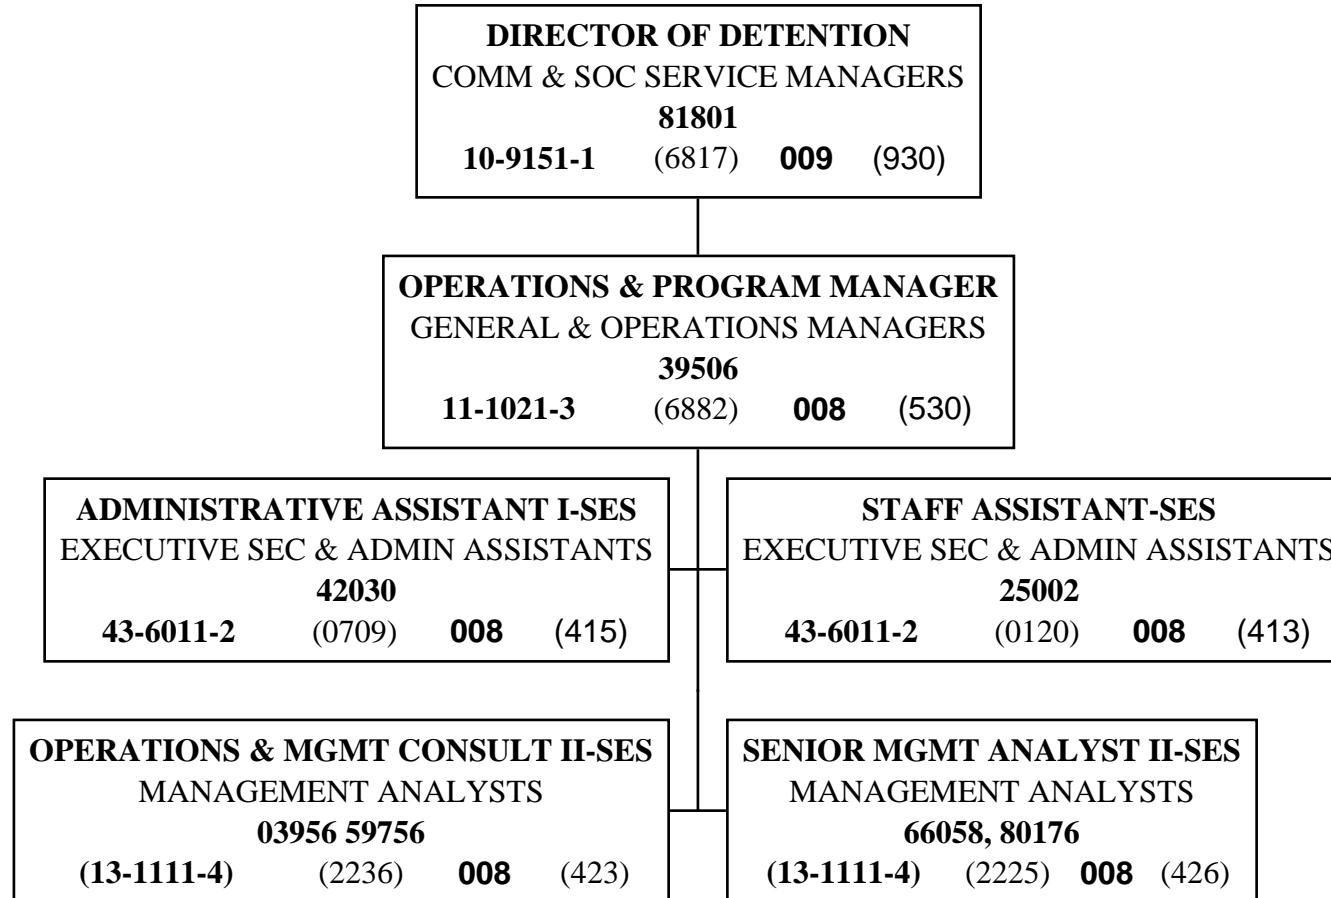 DIRECTOR OF DETENTION
COMM & SOC SERVICE MANAGERS
81801
10-9151-1 (6817) 009 (930)
OPERATIONS & PROGRAM MANAGER
GENERAL & OPERATIONS MANAGERS
39506
11-1021-3 (6882) 008 (530)
ADMINISTRATIVE ASSISTANT I-SES
EXECUTIVE SEC & ADMIN ASSISTANTS
42030
43-6011-2 (0709) 008 (415)
STAFF ASSISTANT-SES
EXECUTIVE SEC & ADMIN ASSISTANTS
25002
43-6011-2 (0120) 008 (413)
OPERATIONS & MGMT CONSULT II-SES
MANAGEMENT ANALYSTS
03956 59756
(13-1111-4) (2236) 008 (423)
SENIOR MGMT ANALYST II-SES
MANAGEMENT ANALYSTS
66058, 80176
(13-1111-4) (2225) 008 (426)